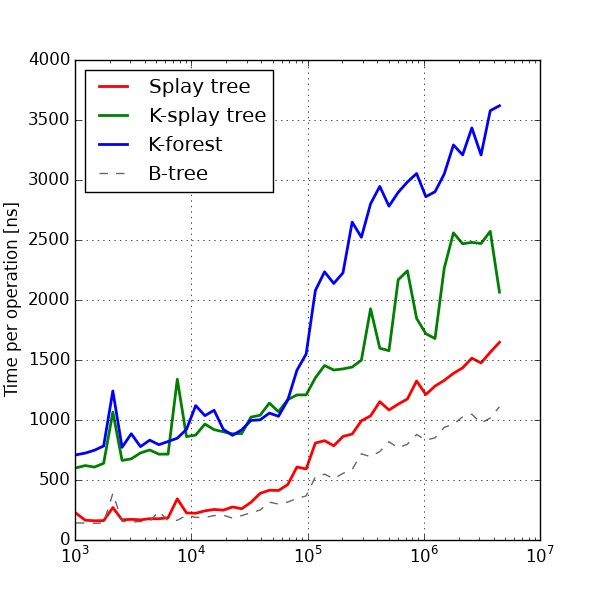 4000
3500
3000
2500
2000
1500
1000
500
0
Time per operation [ns]
Splay tree
K-splay tree
K-forest
B-tree
10³ 10⁴ 10⁵ 10⁶ 10⁷